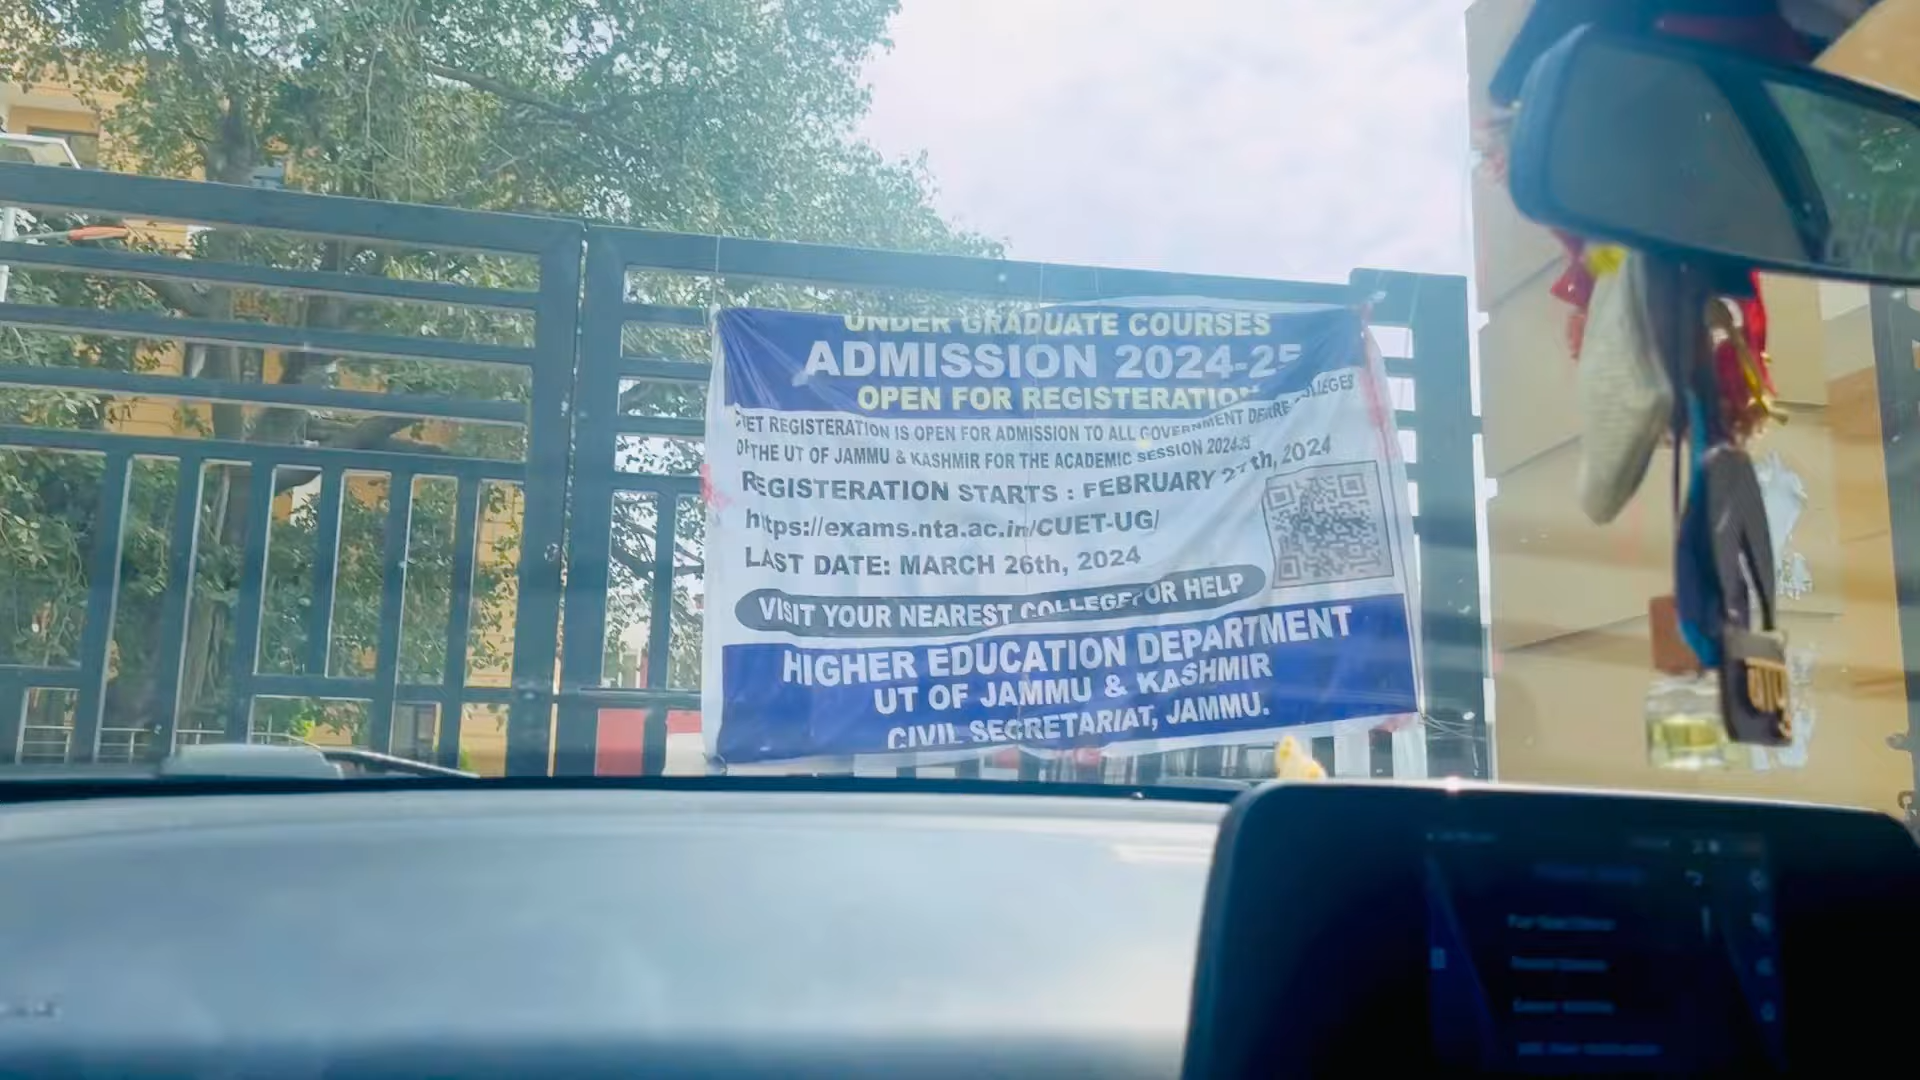 UNDER GRADUATE COURSES
ADMISSION 2024-25
OPEN FOR REGISTERATION
CUET REGISTERATION IS OPEN FOR ADMISSION TO ALL GOVERNMENT DEGREE COLLEGES
OF THE UT OF JAMMU & KASHMIR FOR THE ACADEMIC SESSION 2024-25
REGISTERATION STARTS : FEBRUARY 27th, 2024
https://exams.nta.ac.in/CUET-UG/
LAST DATE: MARCH 26th, 2024
VISIT YOUR NEAREST COLLEGE FOR HELP
HIGHER EDUCATION DEPARTMENT
UT OF JAMMU & KASHMIR
CIVIL SECRETARIAT, JAMMU.